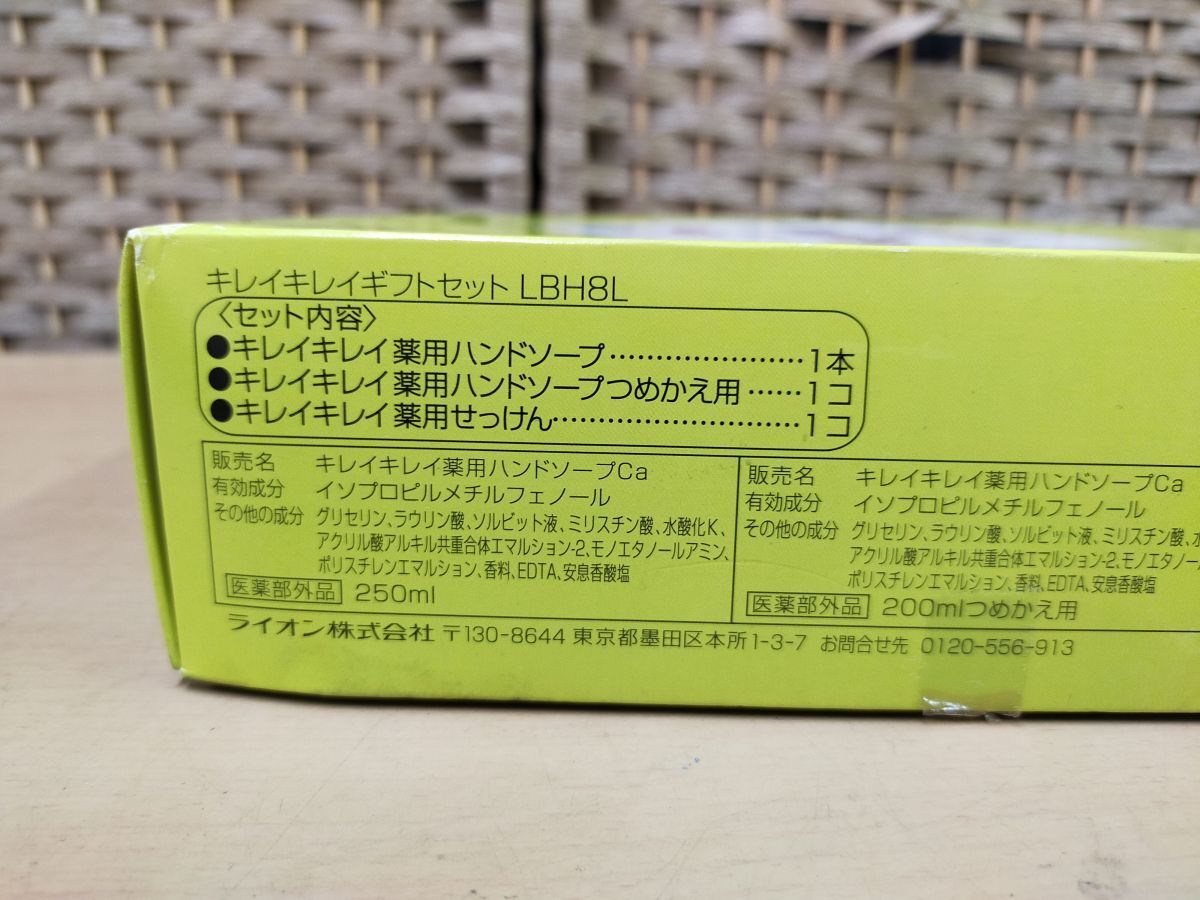 キレイキレイギフトセット LBH8L
〈セット内容〉
●キレイキレイ薬用ハンドソープ…………………1本
●キレイキレイ薬用ハンドソープつめかえ用……1コ
●キレイキレイ薬用せっけん………………………1コ
販売名 キレイキレイ薬用ハンドソープCa
有効成分 イソプロピルメチルフェノール
その他の成分 グリセリン、ラウリン酸、ソルビット液、ミリスチン酸、水酸化K、
アクリル酸アルキル共重合体エマルション-2、モノエタノールアミン、
ポリスチレンエマルション、香料、EDTA、安息香酸塩
医薬部外品 250ml
販売名 キレイキレイ薬用ハンドソープCa
有効成分 イソプロピルメチルフェノール
その他の成分 グリセリン、ラウリン酸、ソルビット液、ミリスチン酸、水
アクリル酸アルキル共重合体エマルション-2、モノエタノール
ポリスチレンエマルション、香料、EDTA、安息香酸塩
医薬部外品 200mlつめかえ用
ライオン株式会社 〒130-8644 東京都墨田区本所1-3-7 お問合せ先 0120-556-913